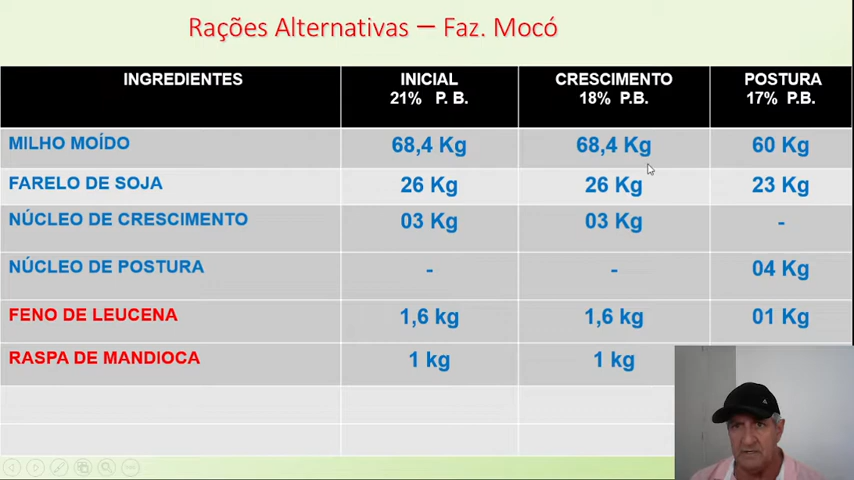 Rações Alternativas – Faz. Mocó
INGREDIENTES INICIAL CRESCIMENTO POSTURA
21% P. B. 18% P.B. 17% P.B.
MILHO MOÍDO 68,4 Kg 68,4 Kg 60 Kg
FARELO DE SOJA 26 Kg 26 Kg 23 Kg
NÚCLEO DE CRESCIMENTO 03 Kg 03 Kg -
NÚCLEO DE POSTURA - - 04 Kg
FENO DE LEUCENA 1,6 kg 1,6 kg 01 Kg
RASPA DE MANDIOCA 1 kg 1 kg